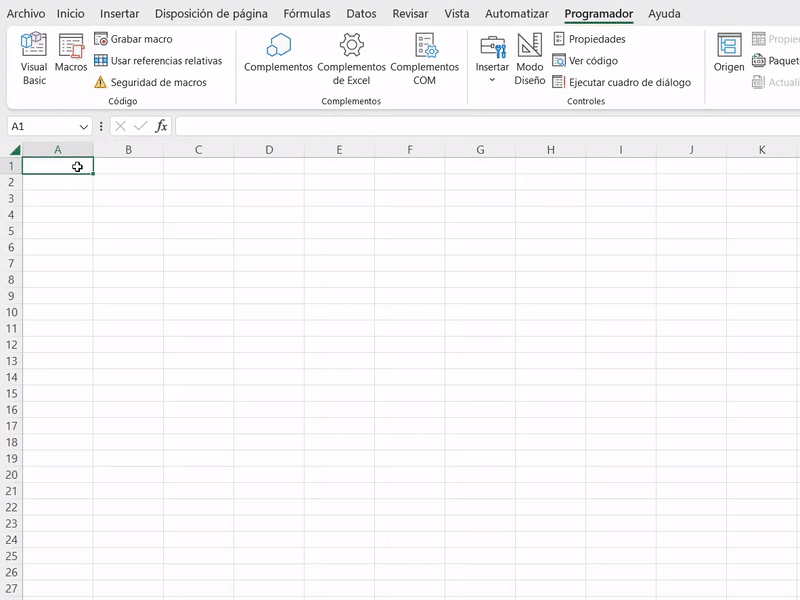 Archivo Inicio Insertar Disposición de página Fórmulas Datos Revisar Vista Automatizar Programador Ayuda
Visual Basic
Macros
Grabar macro
Usar referencias relativas
Seguridad de macros
Código
Complementos
Complementos de Excel
Complementos COM
Complementos
Insertar
Modo Diseño
Propiedades
Ver código
Ejecutar cuadro de diálogo
Controles
Origen
Propie
Paquet
Actuali
A1
fx
A B C D E F G H I J K
1
2
3
4
5
6
7
8
9
10
11
12
13
14
15
16
17
18
19
20
21
22
23
24
25
26
27